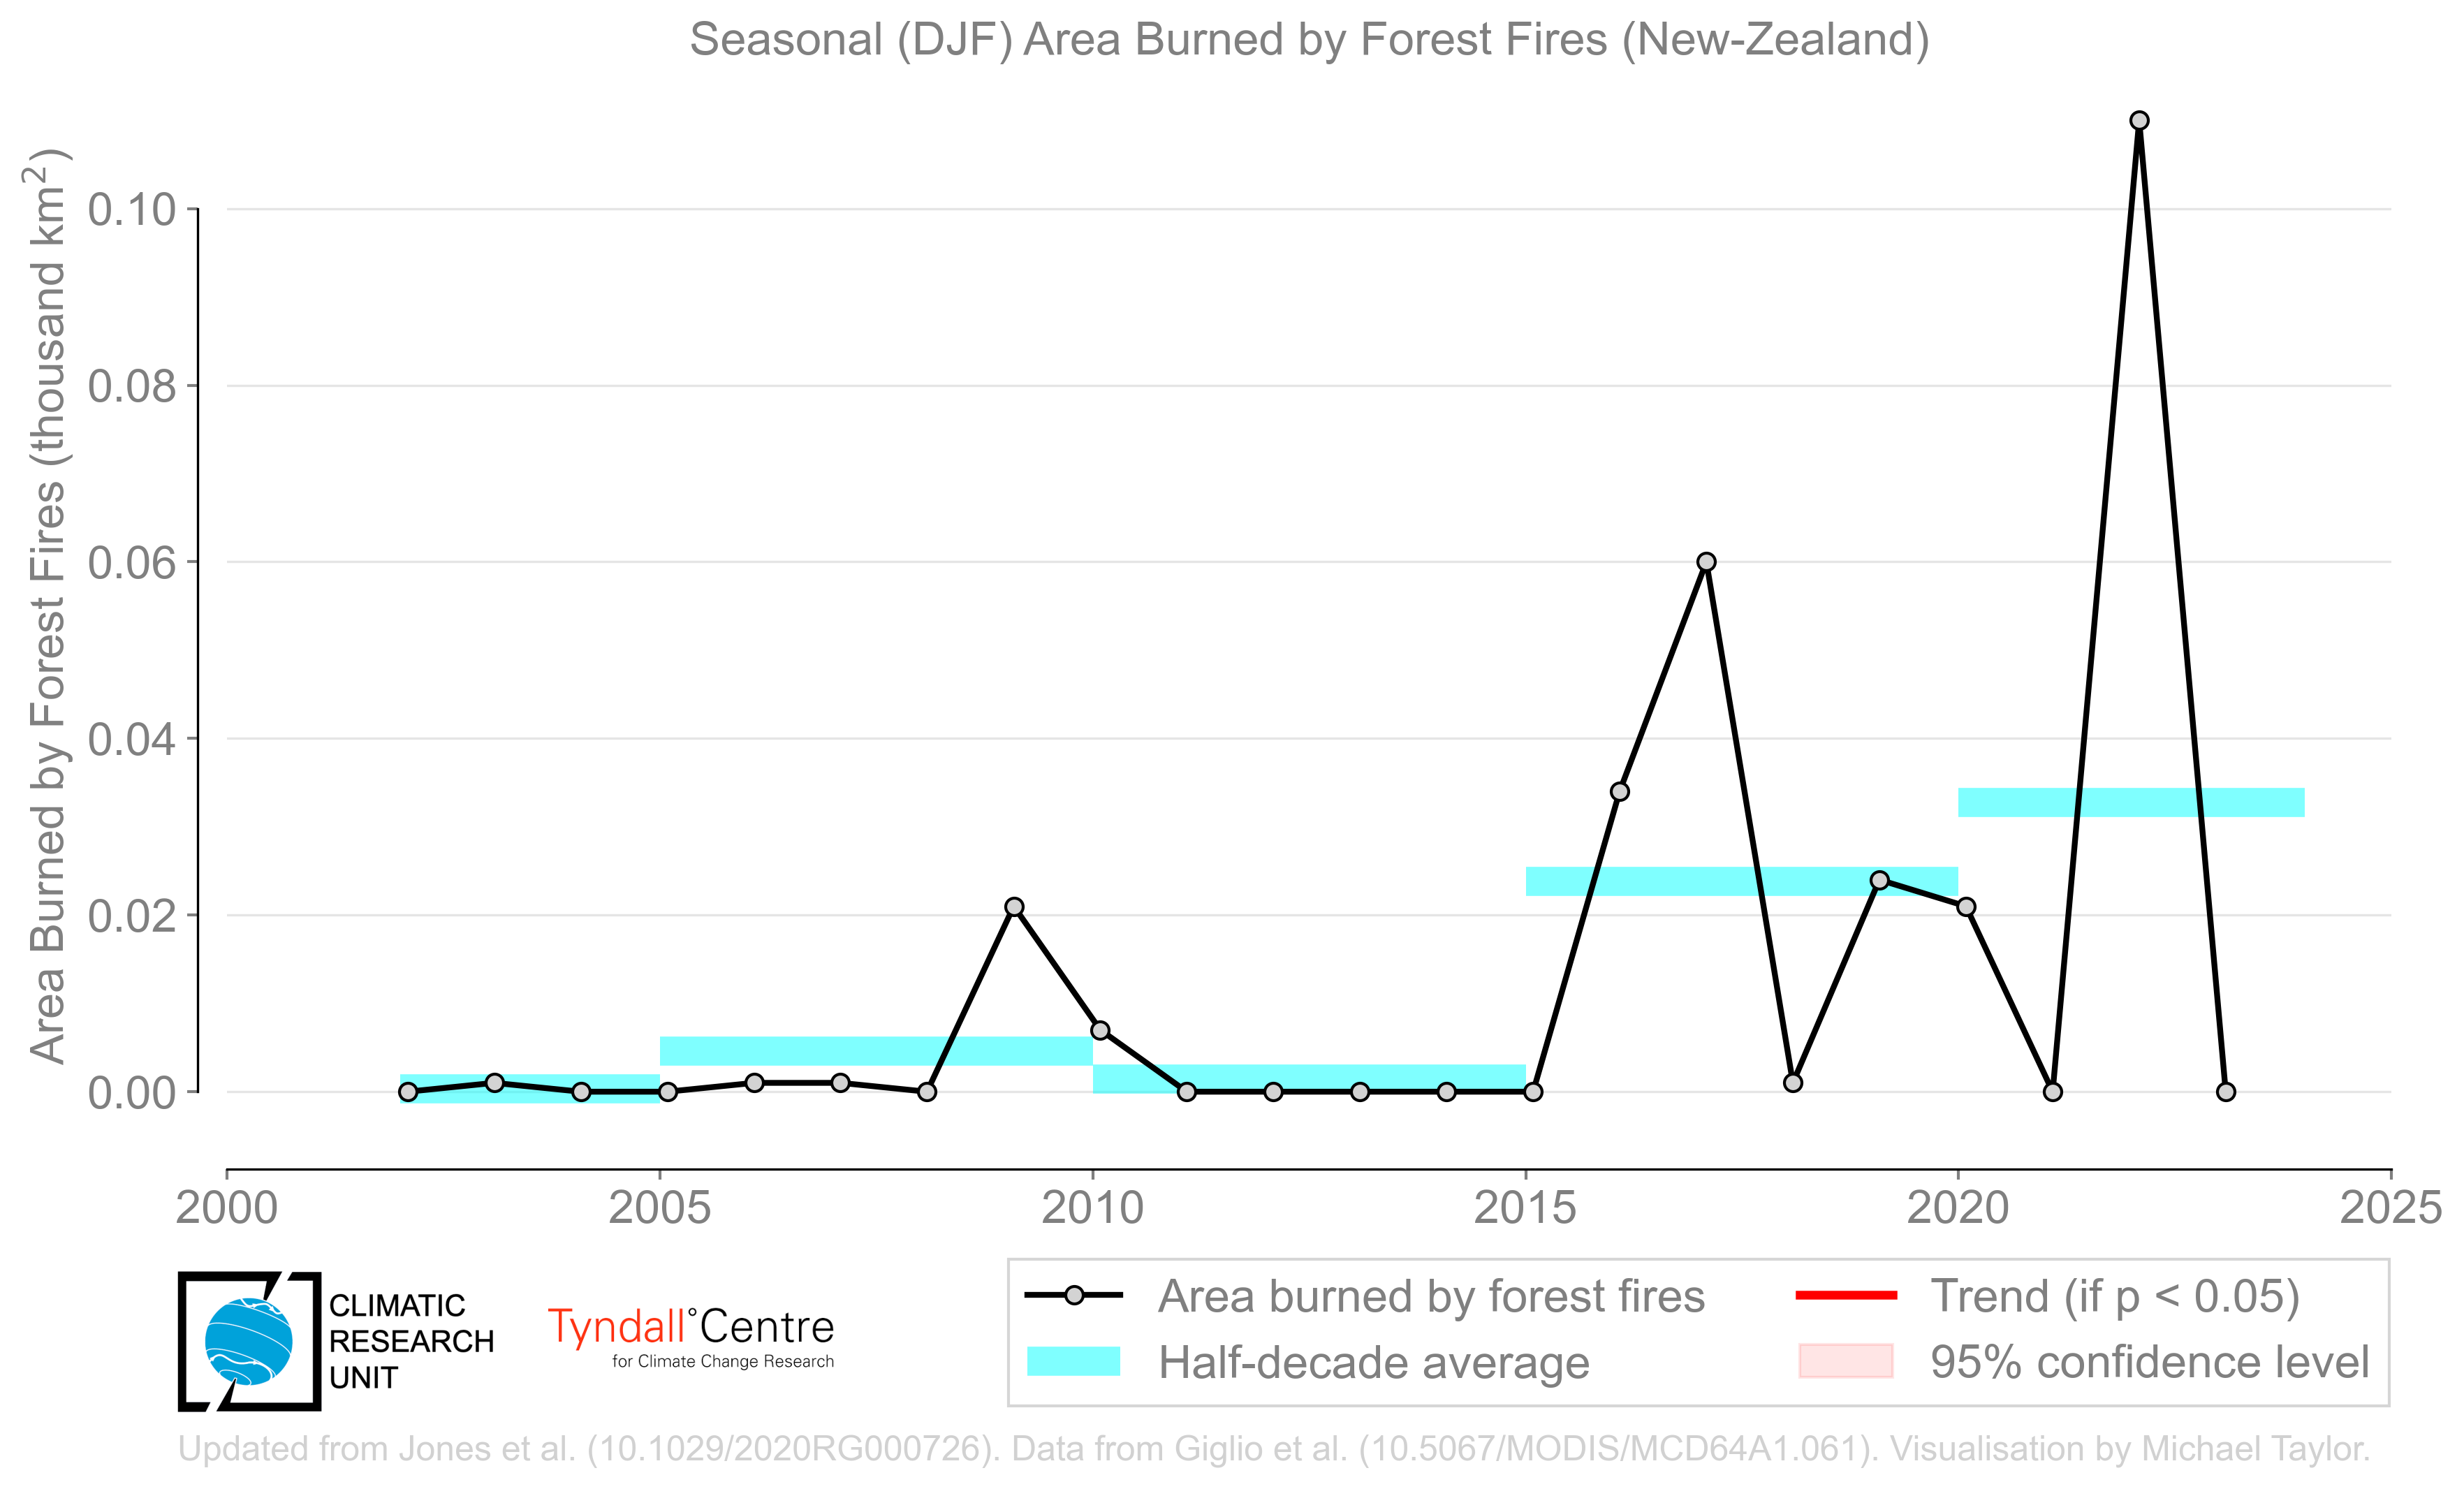 Seasonal (DJF) Area Burned by Forest Fires (New-Zealand)
Area Burned by Forest Fires (thousand km²)
0.10
0.08
0.06
0.04
0.02
0.00
2000
2005
2010
2015
2020
2025
CLIMATIC
RESEARCH
UNIT
Tyndall°Centre
for Climate Change Research
Area burned by forest fires
Half-decade average
Trend (if p < 0.05)
95% confidence level
Updated from Jones et al. (10.1029/2020RG000726). Data from Giglio et al. (10.5067/MODIS/MCD64A1.061). Visualisation by Michael Taylor.